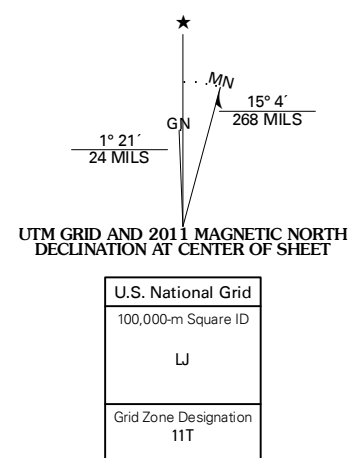 ★
MN
15° 4´
268 MILS
GN
1° 21´
24 MILS
UTM GRID AND 2011 MAGNETIC NORTH
DECLINATION AT CENTER OF SHEET
U.S. National Grid
100,000-m Square ID
LJ
Grid Zone Designation
11T